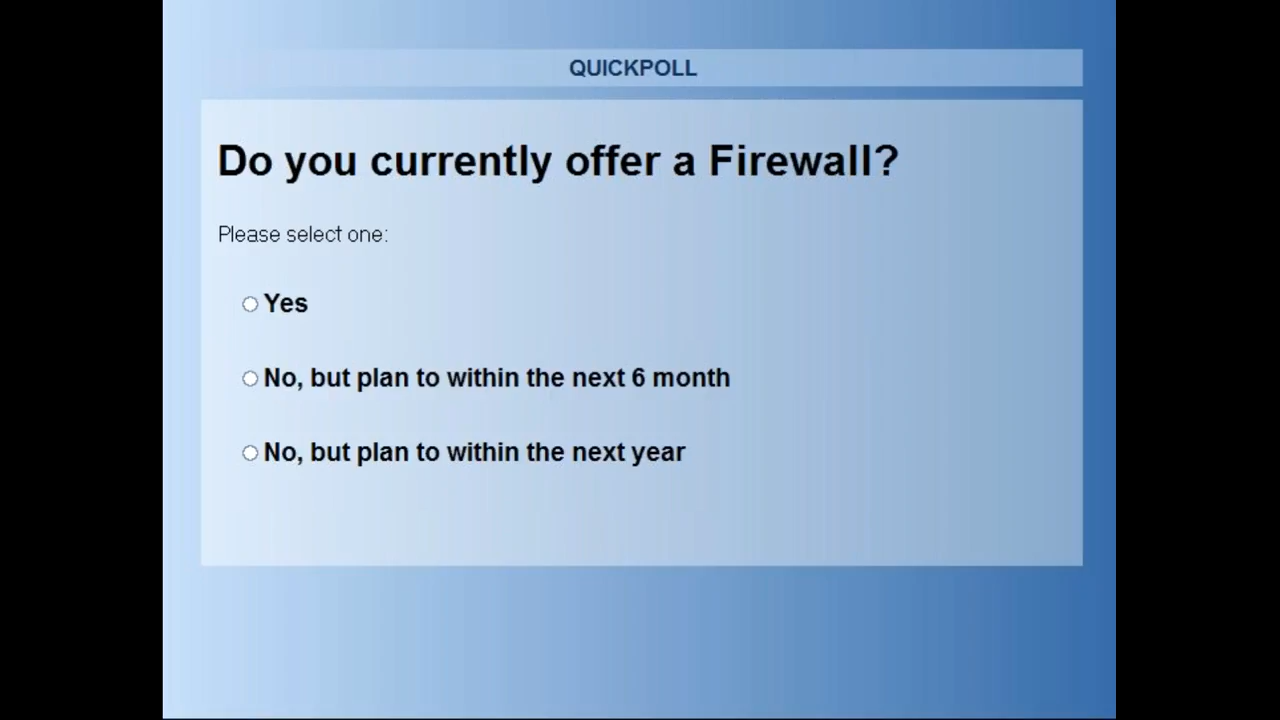 QUICKPOLL
Do you currently offer a Firewall?
Please select one:
Yes
No, but plan to within the next 6 month
No, but plan to within the next year